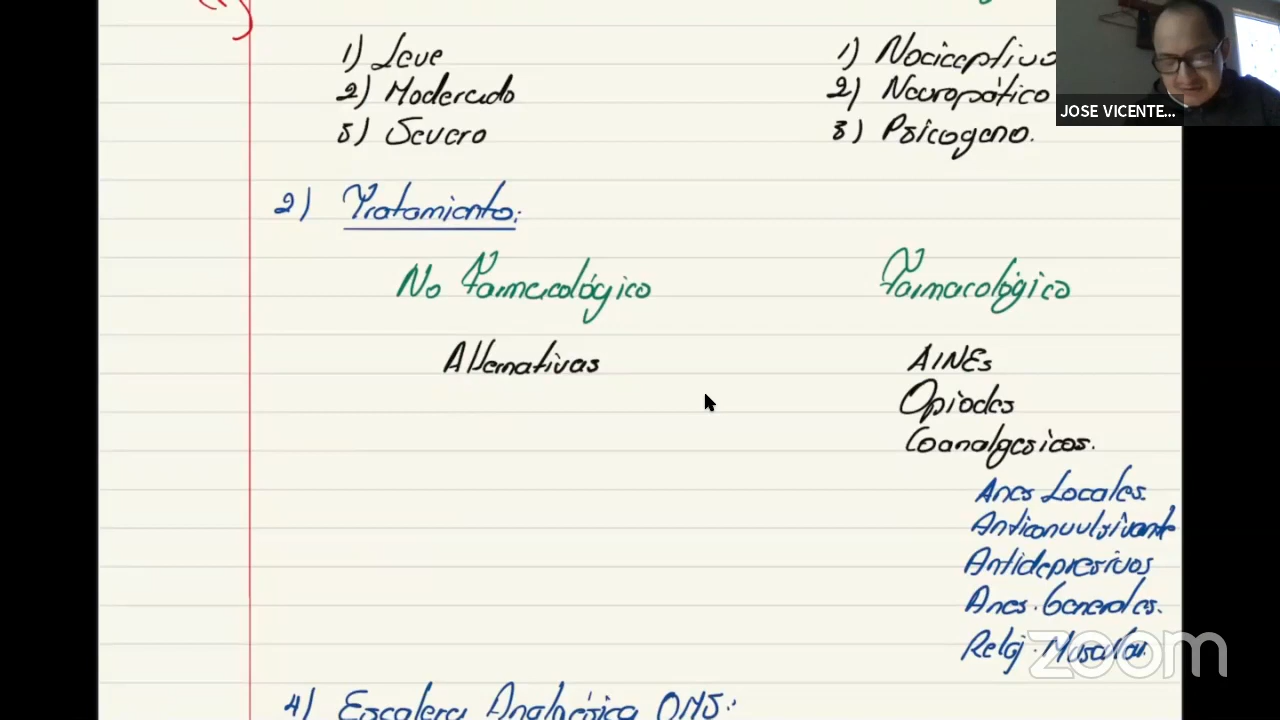 1) Leve
2) Moderado
3) Severo
1) Nociceptivo
2) Neuropático
3) Psicogeno.
JOSE VICENTE...
2) Tratamiento:
No Farmacológico
Farmacológico
Alternativas
AINEs
Opiodes
Coanalgesicos.
Anes Locales.
Anticonvulsivante
Antidepresivos
Anes. Generales.
Relaj. Muscular
zoom
4) Escalera Analgésica OMS: